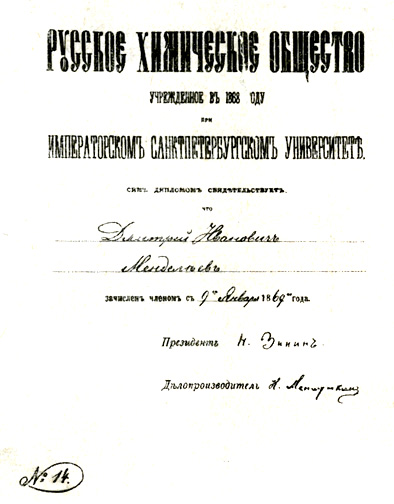 РУССКОЕ ХИМИЧЕСКОЕ ОБЩЕСТВО
УЧРЕЖДЕННОЕ ВЪ 1868 ОДУ
ПРИ
ИМПЕРАТОРСКОМЪ САНКТПЕТЕРБУРГСКОМЪ УНИВЕРСИТЕТѢ.
СИМЪ ДИПЛОМОМЪ СВИДѢТЕЛЬСТВУЕТЪ,
ЧТО
Дмитрій Ивановичъ
Менделѣевъ
зачисленъ членомъ съ 9го Января 1869го года.
Президентъ Н. Зининъ
Дѣлопроизводитель Н. Меншуткинъ
№ 14.